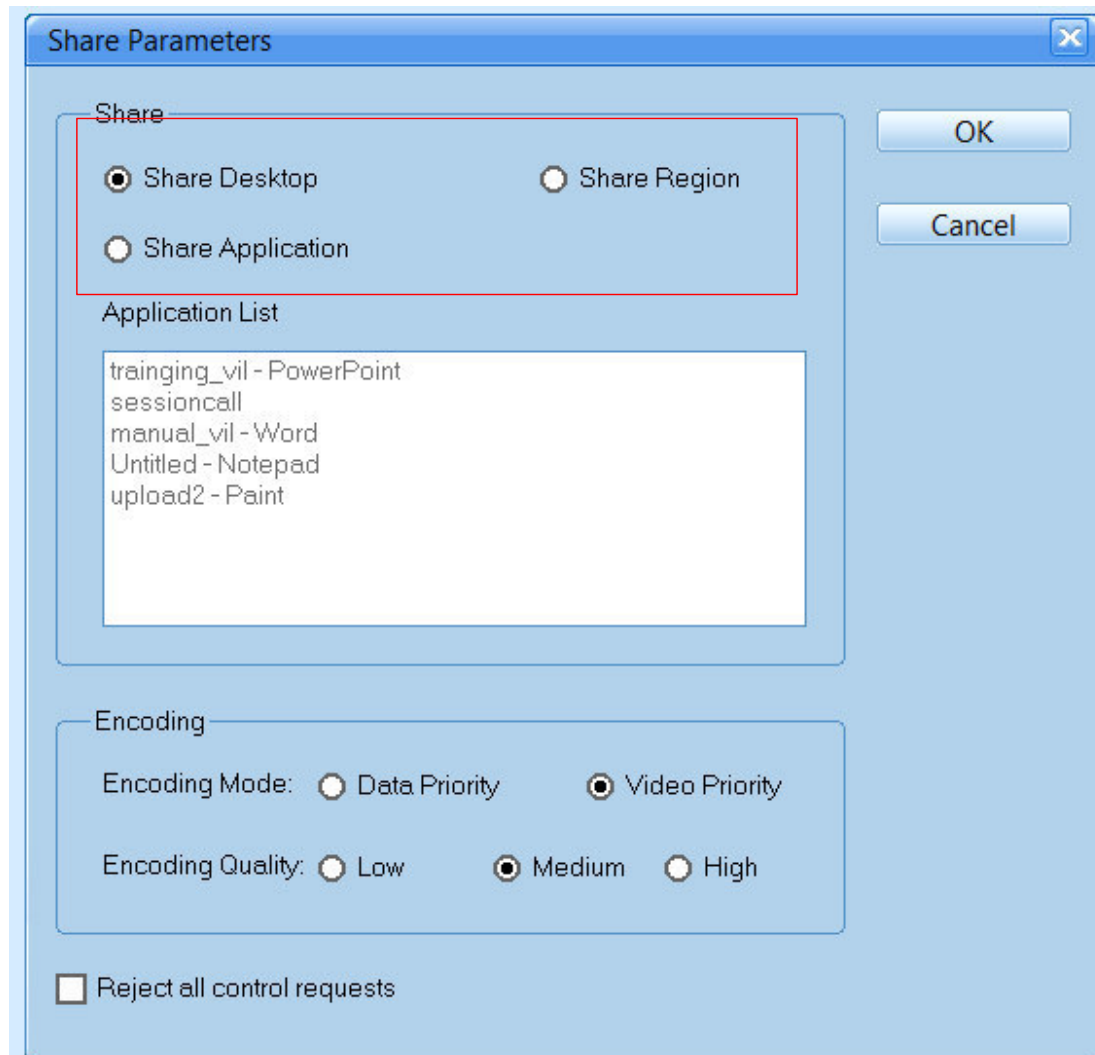 Share Parameters
Share
OK
Share Desktop
Share Region
Cancel
Share Application
Application List
trainging_vil - PowerPoint
sessioncall
manual_vil - Word
Untitled - Notepad
upload2 - Paint
Encoding
Encoding Mode: Data Priority Video Priority
Encoding Quality: Low Medium High
Reject all control requests